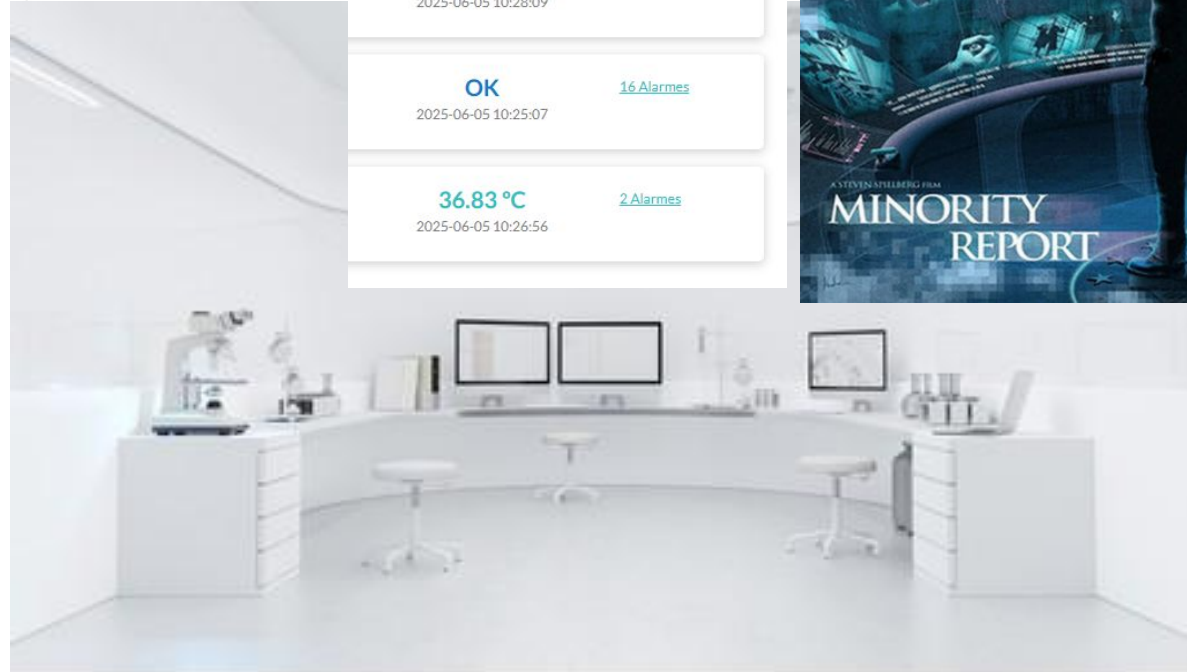 2025-06-05 10:28:09
OK
16 Alarmes
2025-06-05 10:25:07
36.83 ºC
2 Alarmes
2025-06-05 10:26:56
A STEVEN SPIELBERG FILM
MINORITY
REPORT